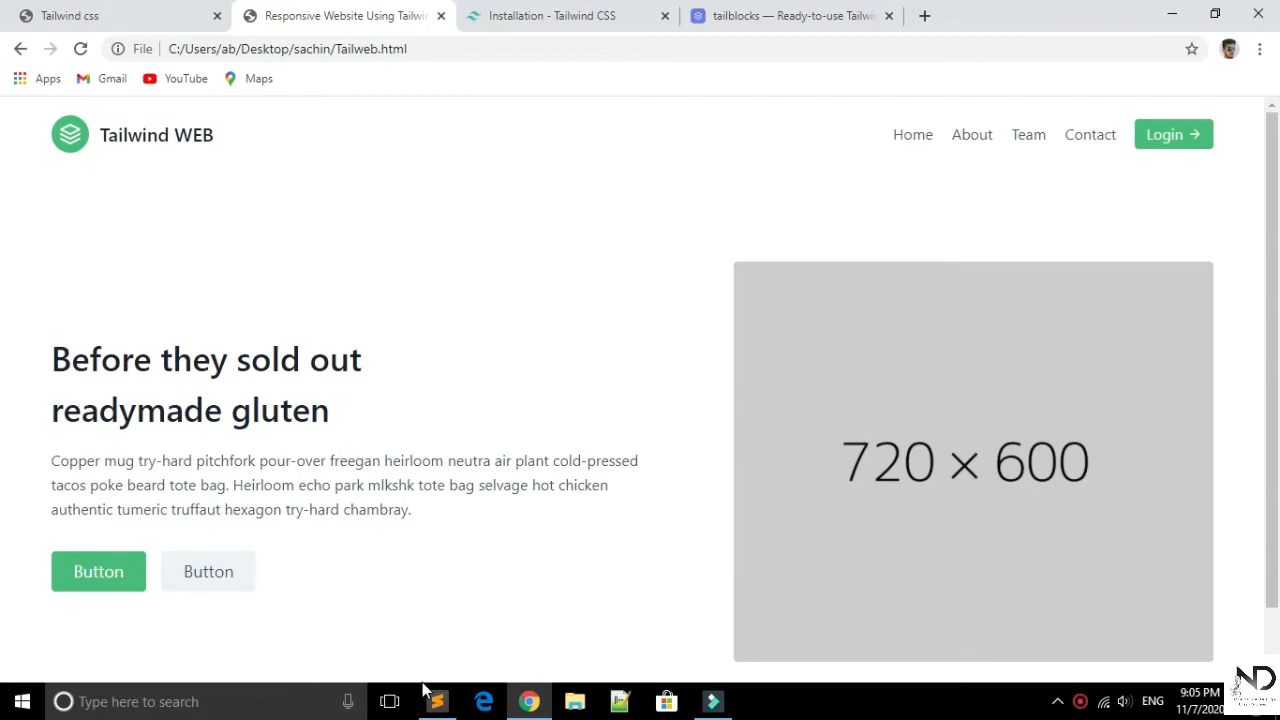 Tailwind css
Responsive Website Using Tailwin
Installation - Tailwind CSS
tailblocks — Ready-to-use Tailwi
File
C:/Users/ab/Desktop/sachin/Tailweb.html
Apps
Gmail
YouTube
Maps
Tailwind WEB
Home
About
Team
Contact
Login →
Before they sold out
readymade gluten
Copper mug try-hard pitchfork pour-over freegan heirloom neutra air plant cold-pressed
tacos poke beard tote bag. Heirloom echo park mlkshk tote bag selvage hot chicken
authentic tumeric truffaut hexagon try-hard chambray.
Button
Button
720 × 600
Type here to search
ENG
9:05 PM
11/7/2020
ND